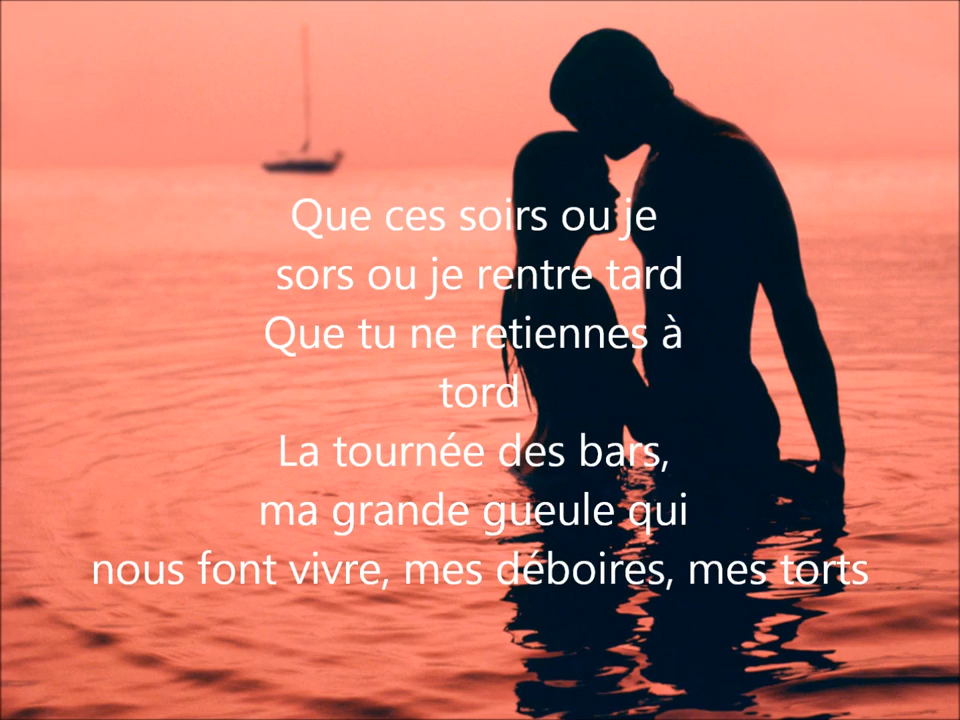 Que ces soirs ou je
sors ou je rentre tard
Que tu ne retiennes à
tord
La tournée des bars,
ma grande gueule qui
nous font vivre, mes déboires, mes torts